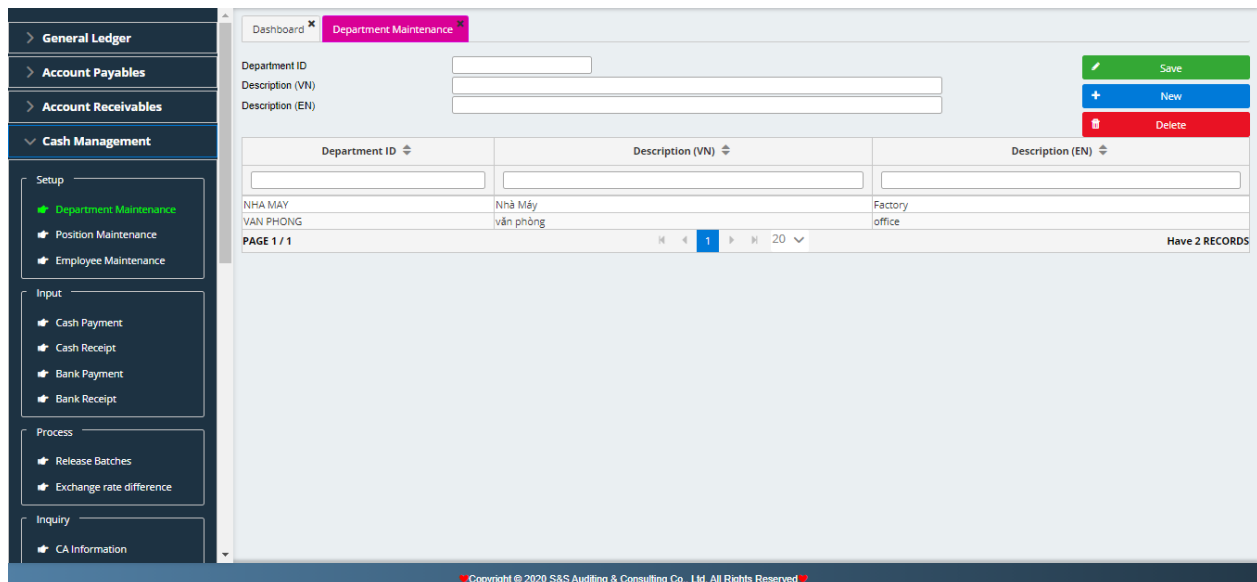 General Ledger
Account Payables
Account Receivables
Cash Management
Setup
Department Maintenance
Position Maintenance
Employee Maintenance
Input
Cash Payment
Cash Receipt
Bank Payment
Bank Receipt
Process
Release Batches
Exchange rate difference
Inquiry
CA Information
Dashboard
Department Maintenance
Department ID
Description (VN)
Description (EN)
Save
New
Delete
Department ID Description (VN) Description (EN)
NHA MAY Nhà Máy Factory
VAN PHONG văn phòng office
PAGE 1 / 1 1 20 Have 2 RECORDS
Copyright © 2020 S&S Auditing & Consulting Co., Ltd. All Rights Reserved